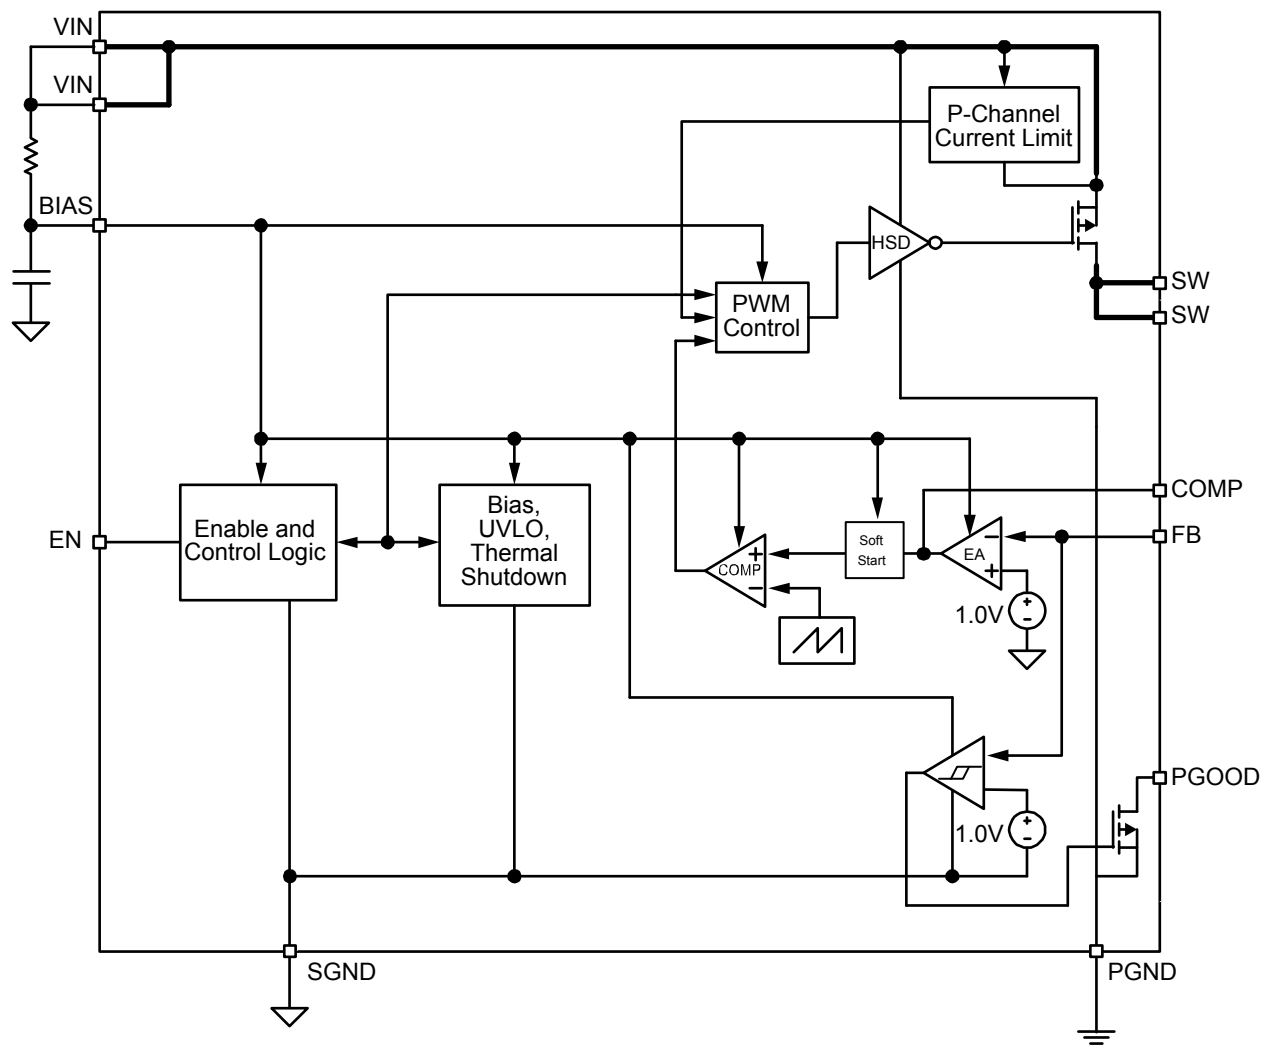 VIN
VIN
P-Channel
Current Limit
BIAS
HSD
SW
PWM
Control
SW
COMP
Enable and
Control Logic
Bias,
UVLO,
Thermal
Shutdown
EN
FB
Soft
Start
EA
COMP
+
−
−
+
1.0V
+
−
1.0V
+
−
PGOOD
SGND
PGND